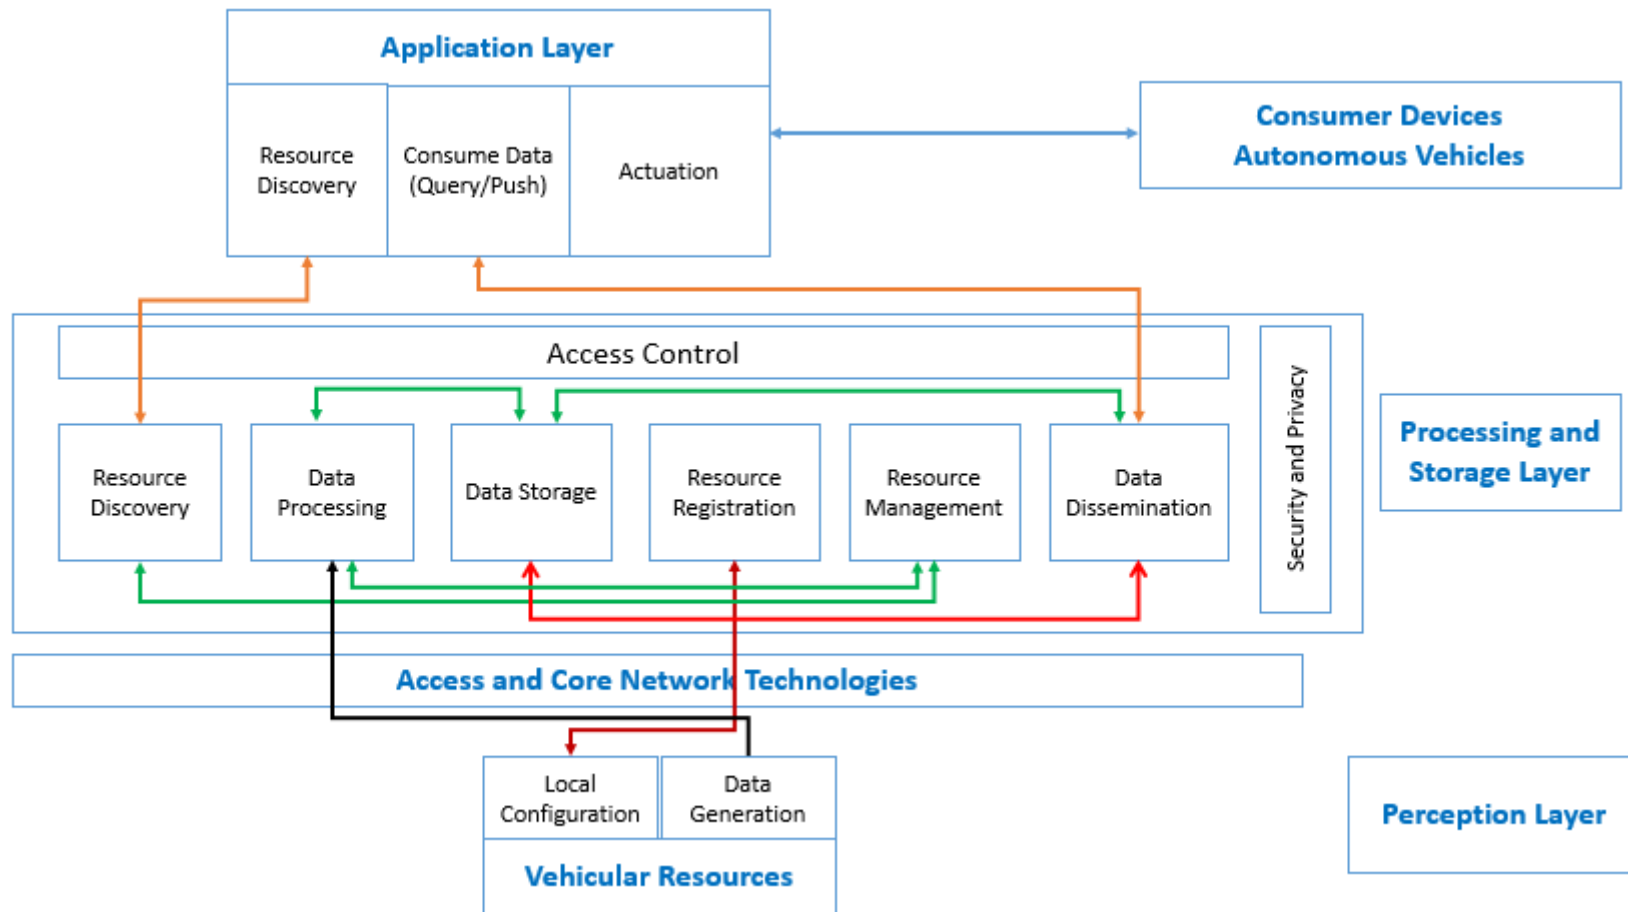 Application Layer
Resource
Discovery
Consume Data
(Query/Push)
Actuation
Consumer Devices
Autonomous Vehicles
Access Control
Resource
Discovery
Data
Processing
Data Storage
Resource
Registration
Resource
Management
Data
Dissemination
Security and Privacy
Processing and
Storage Layer
Access and Core Network Technologies
Local
Configuration
Data
Generation
Vehicular Resources
Perception Layer